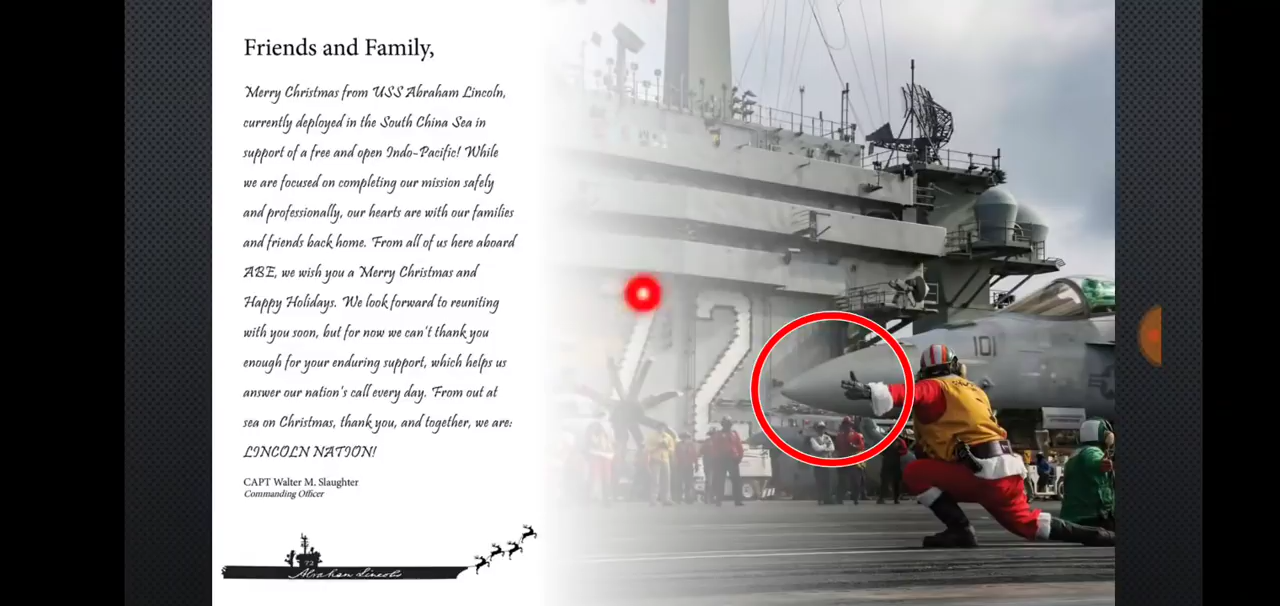 Friends and Family,
Merry Christmas from USS Abraham Lincoln,
currently deployed in the South China Sea in
support of a free and open Indo-Pacific! While
we are focused on completing our mission safely
and professionally, our hearts are with our families
and friends back home. From all of us here aboard
ABE, we wish you a Merry Christmas and
Happy Holidays. We look forward to reuniting
with you soon, but for now we can't thank you
enough for your enduring support, which helps us
answer our nation's call every day. From out at
sea on Christmas, thank you, and together, we are:
LINCOLN NATION!
CAPT Walter M. Slaughter
Commanding Officer
72
Abraham Lincoln
72
101